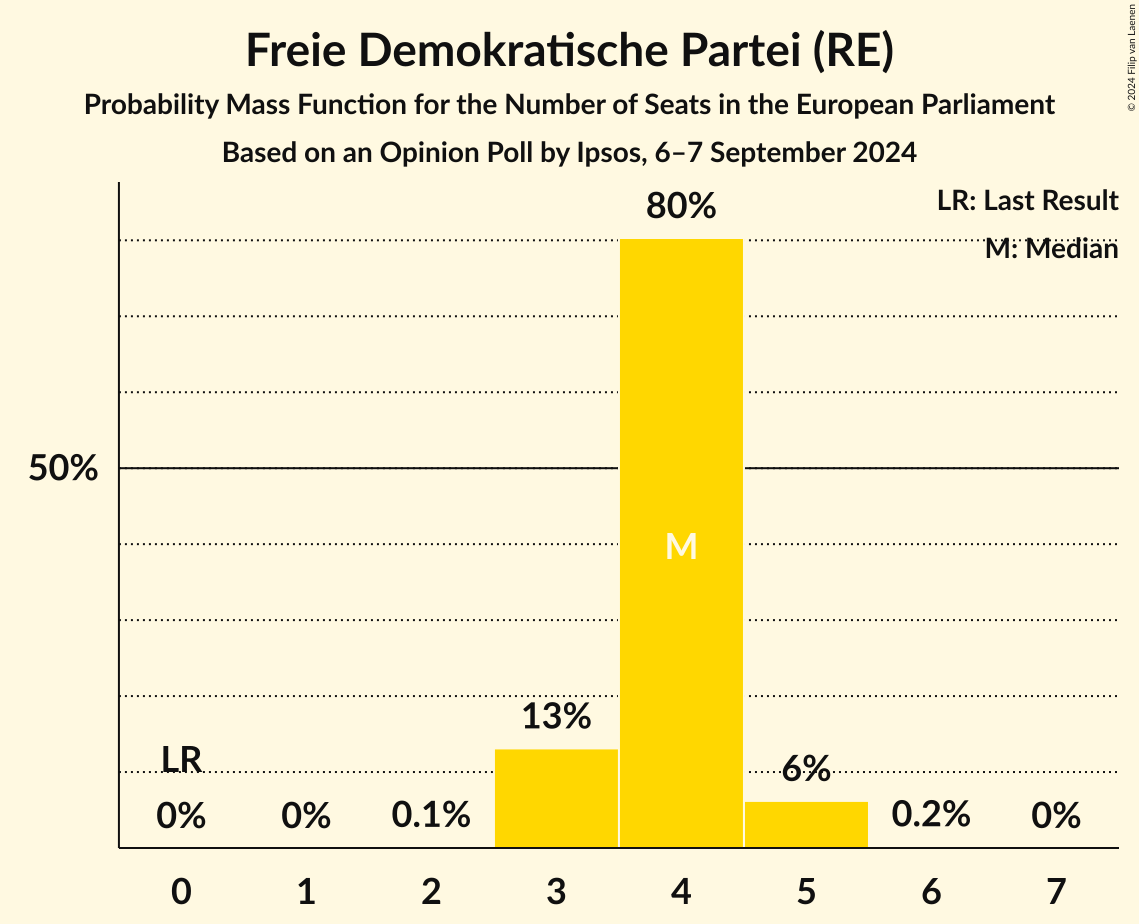 Freie Demokratische Partei (RE)
Probability Mass Function for the Number of Seats in the European Parliament
Based on an Opinion Poll by Ipsos, 6–7 September 2024
© 2024 Filip van Laenen
LR: Last Result
M: Median
80%
50%
M
13%
LR
6%
0% 0% 0.1% 0.2% 0%
0 1 2 3 4 5 6 7